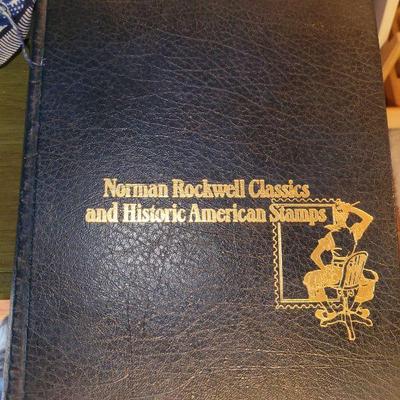 Norman Rockwell Classics
and Historic American Stamps